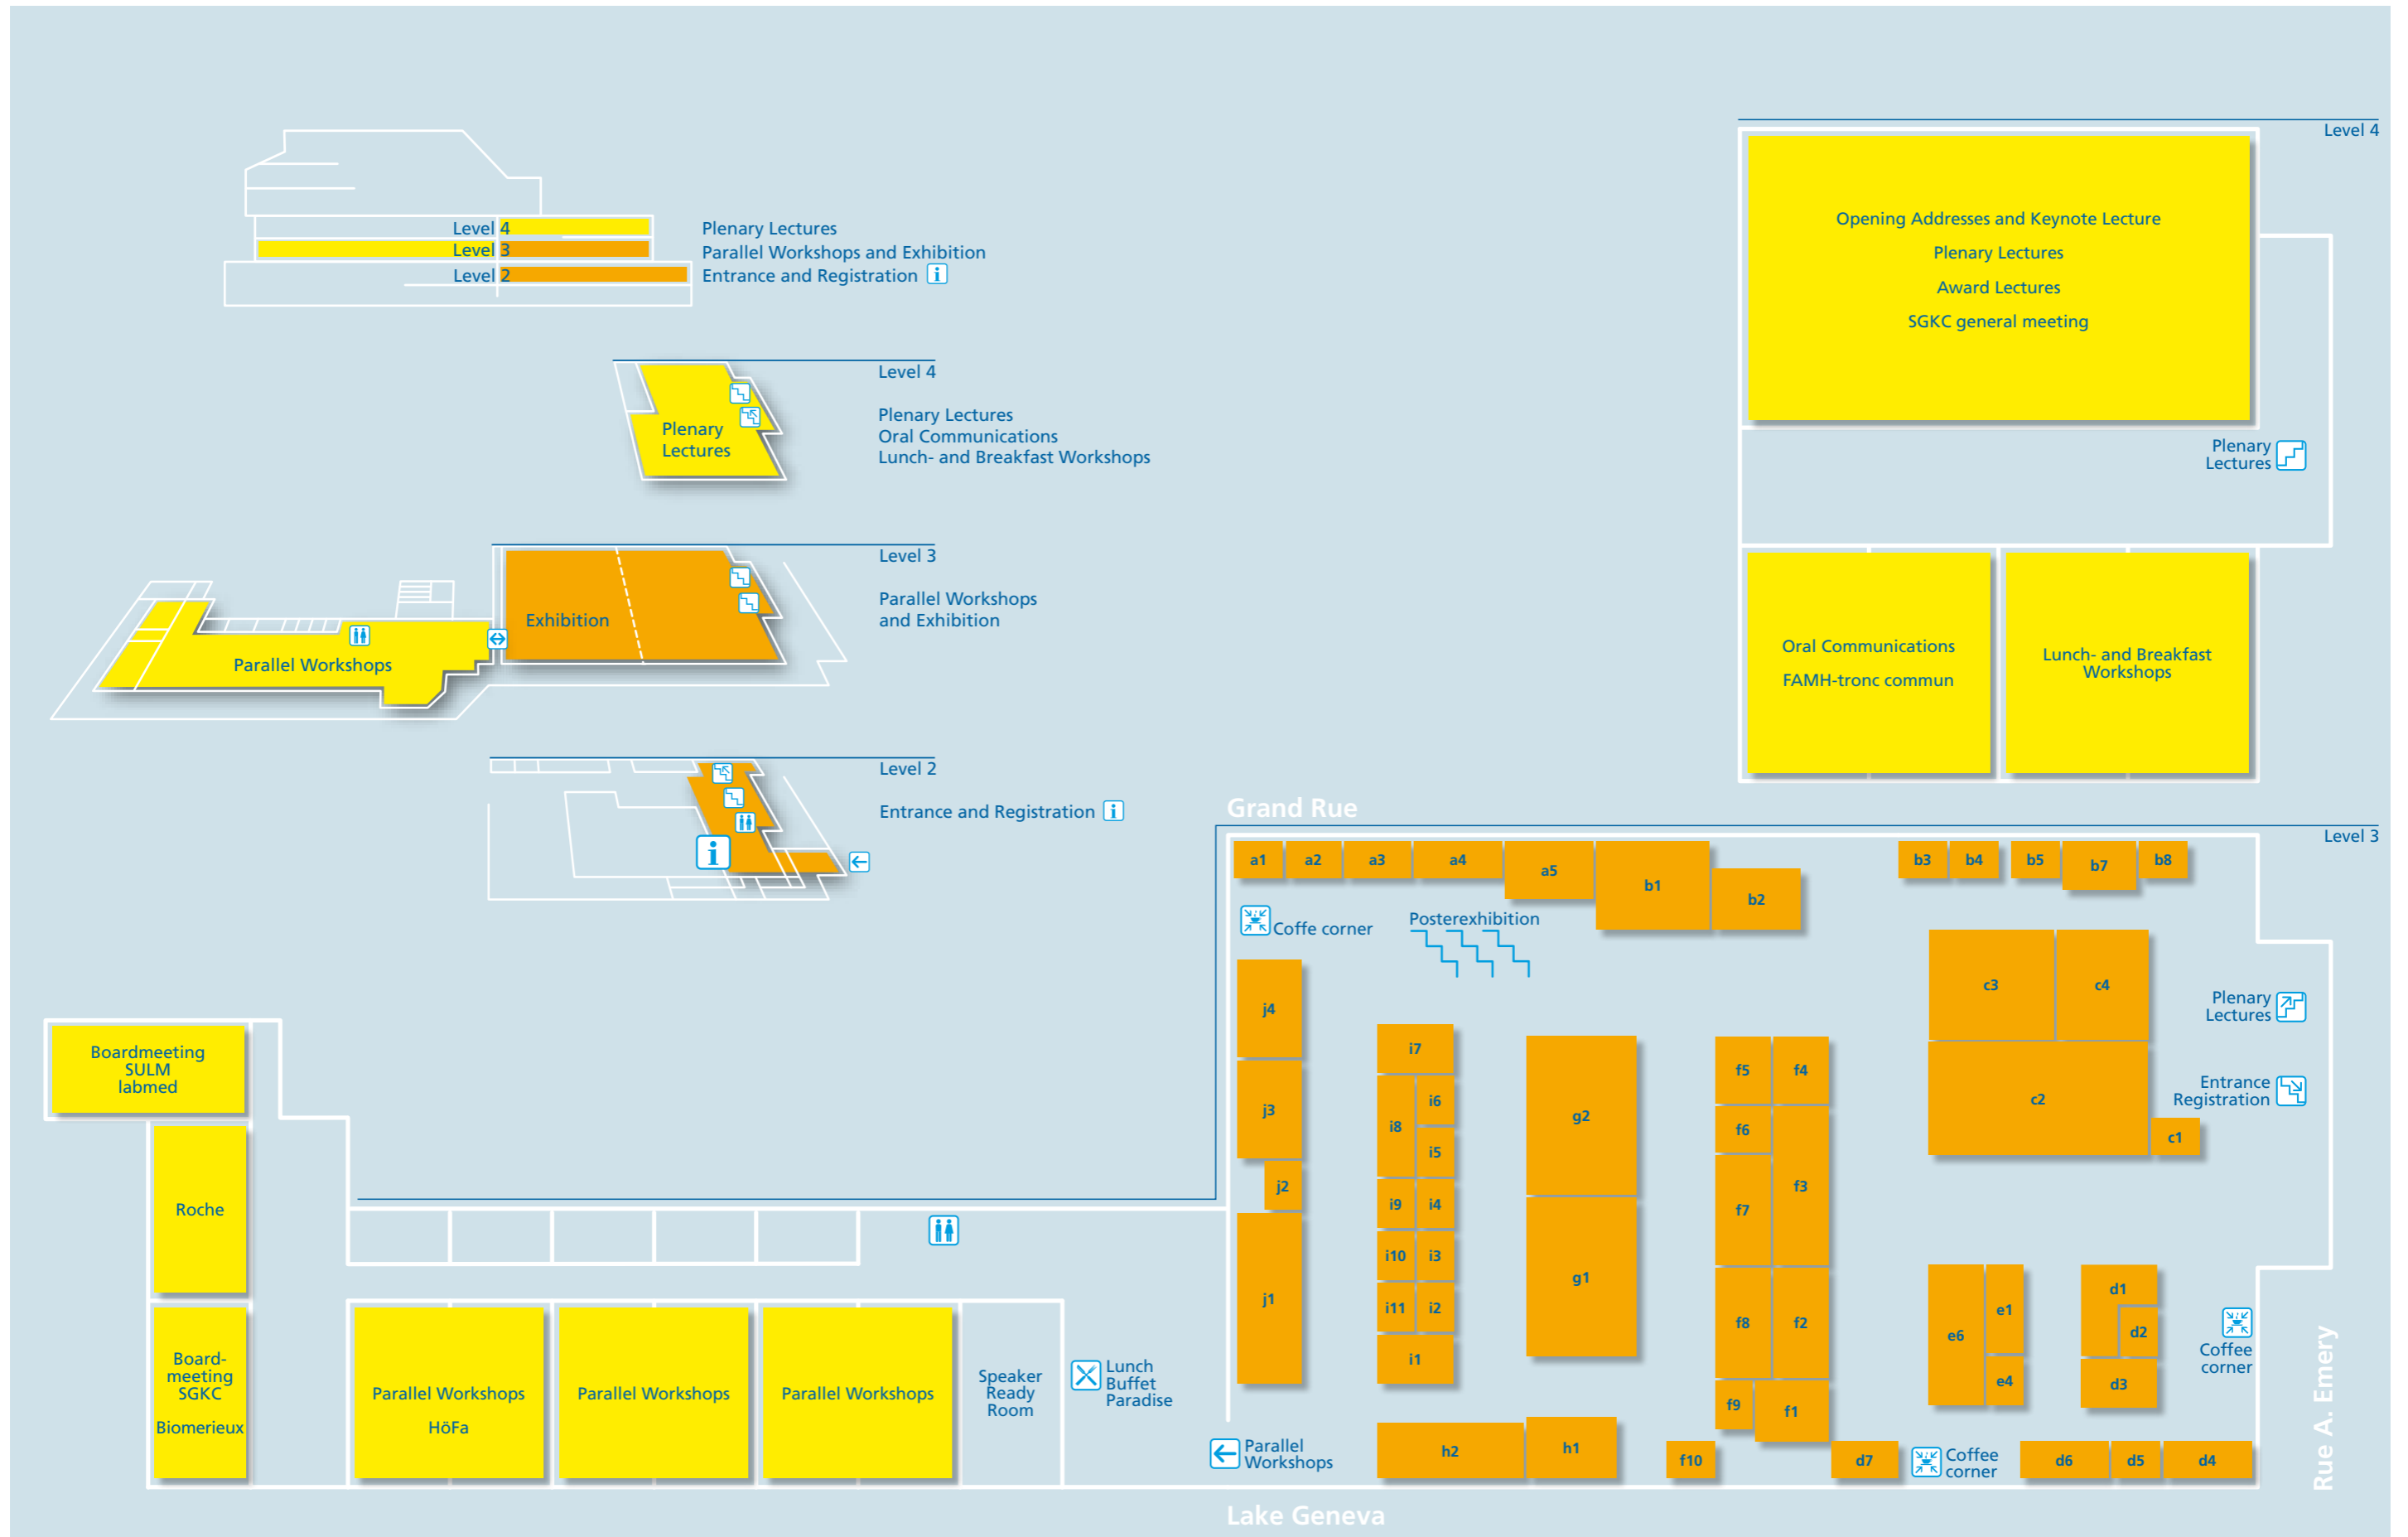 Level 4
Opening Addresses and Keynote Lecture
Plenary Lectures
Award Lectures
SGKC general meeting
Plenary
Lectures
Oral Communications
FAMH-tronc commun
Lunch- and Breakfast
Workshops
Level 4
Plenary Lectures
Level 3
Parallel Workshops and Exhibition
Level 2
Entrance and Registration i
Level 4
Plenary Lectures
Oral Communications
Lunch- and Breakfast Workshops
Plenary
Lectures
Level 3
Parallel Workshops
and Exhibition
Exhibition
Parallel Workshops
Level 2
Entrance and Registration i
i
Grand Rue
Level 3
a1 a2 a3 a4 a5 b1 b2 b3 b4 b5 b7 b8
Coffe corner
Posterexhibition
c3 c4
Plenary
Lectures
j4
i7
g2
f5 f4
c2
Entrance
Registration
j3
i8 i6
f6
c1
i5
j2
i9 i4
f7 f3
i10 i3
g1
j1
i11 i2
f8 f2
e6 e1
d1
d2
Coffee
corner
i1
e4
d3
f9 f1
h2 h1
f10
d7
Coffee
corner
d6 d5 d4
Rue A. Emery
Boardmeeting
SULM
labmed
Roche
Board-
meeting
SGKC
Biomerieux
Parallel Workshops
HöFa
Parallel Workshops
Parallel Workshops
Speaker
Ready
Room
Lunch
Buffet
Paradise
Parallel
Workshops
Lake Geneva